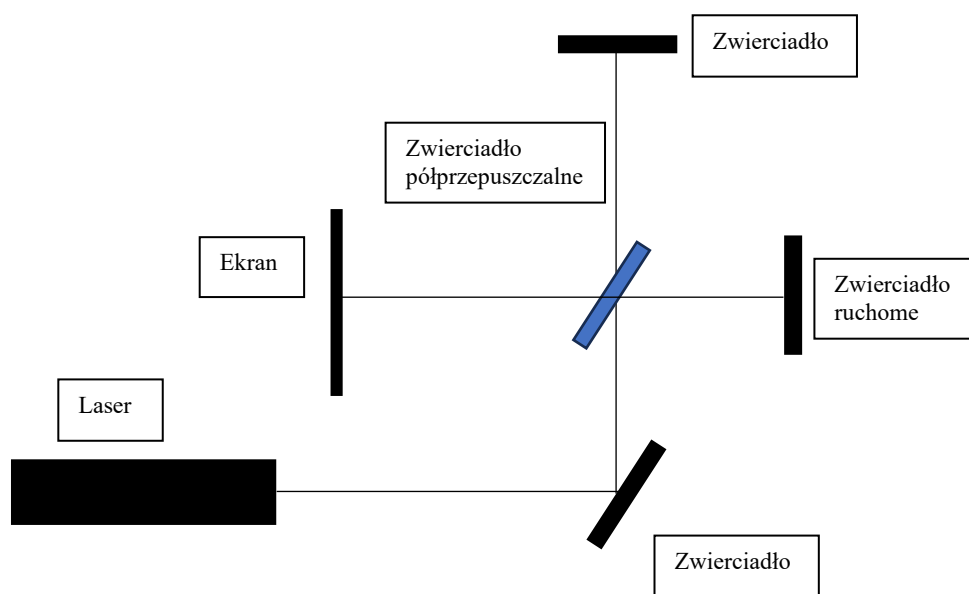 Zwierciadło
Zwierciadło
półprzepuszczalne
Ekran
Zwierciadło
ruchome
Laser
Zwierciadło